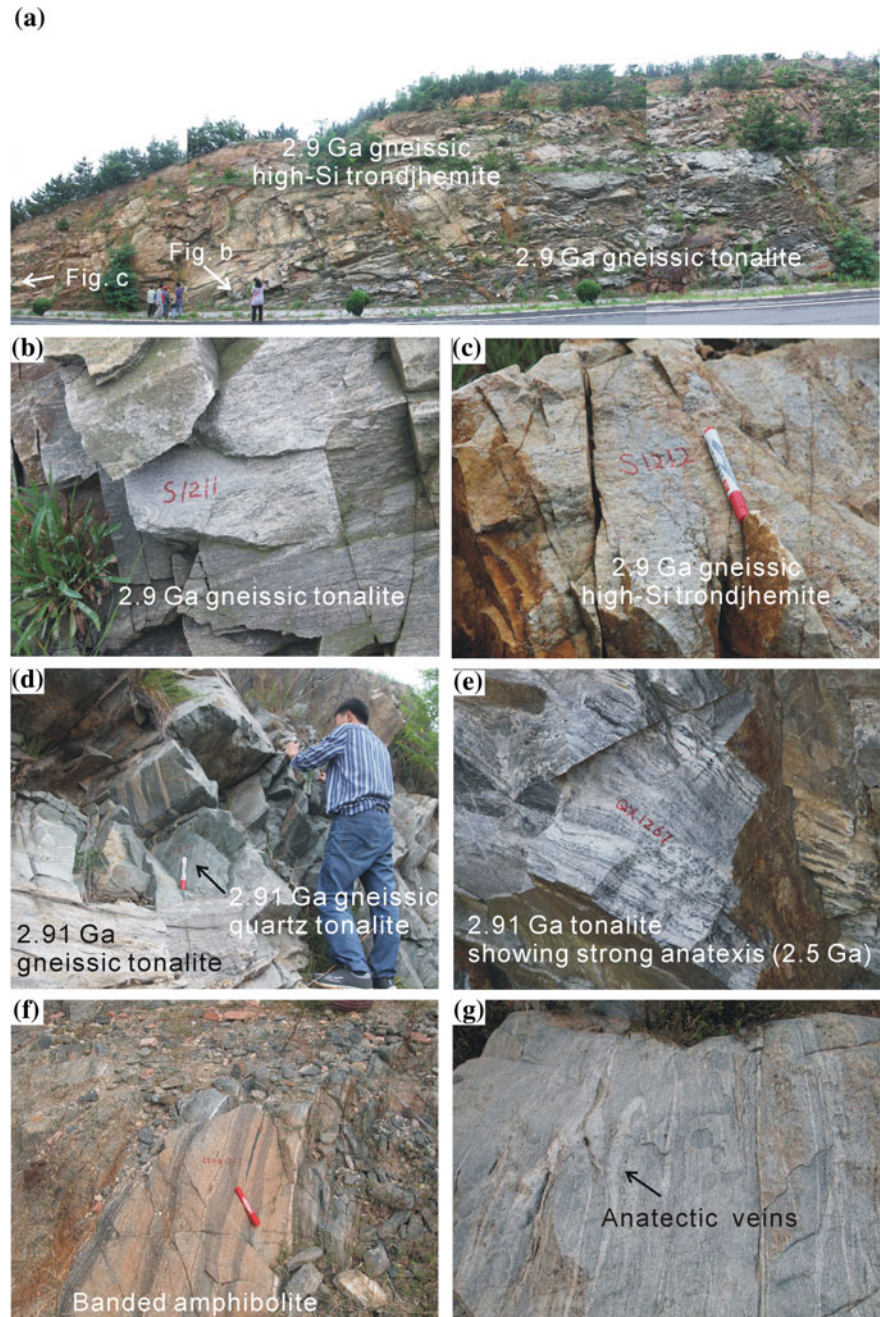 (a)
2.9 Ga gneissic
high-Si trondjhemite
Fig. b
Fig. c
2.9 Ga gneissic tonalite
(b)
S1211
2.9 Ga gneissic tonalite
(c)
S1212
2.9 Ga gneissic
high-Si trondjhemite
(d)
2.91 Ga gneissic
quartz tonalite
2.91 Ga
gneissic tonalite
(e)
QX1267
2.91 Ga tonalite
showing strong anatexis (2.5 Ga)
(f)
Banded amphibolite
(g)
Anatectic veins